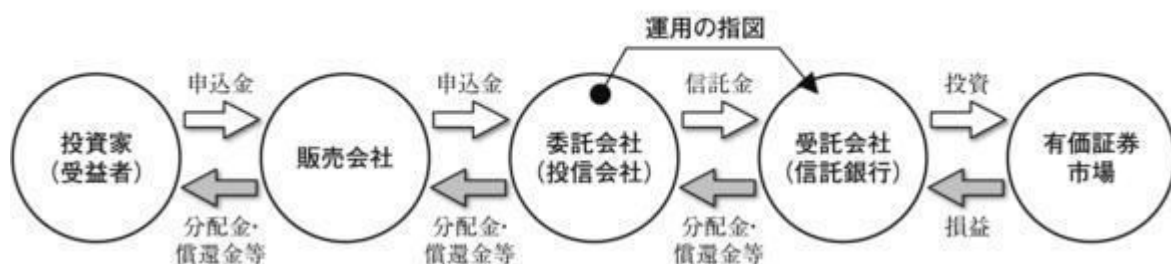 運用の指図
申込金
申込金
信託金
投資
投資家
(受益者)
販売会社
委託会社
(投信会社)
受託会社
(信託銀行)
有価証券
市場
分配金・
償還金等
分配金・
償還金等
分配金・
償還金等
損益